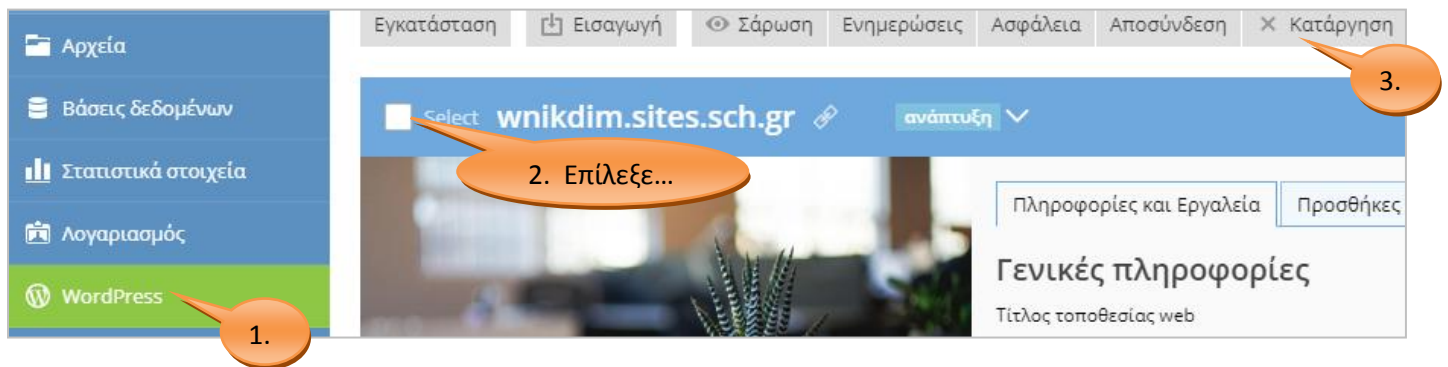 Αρχεία
Βάσεις δεδομένων
Στατιστικά στοιχεία
Λογαριασμός
WordPress
1.
Εγκατάσταση Εισαγωγή Σάρωση Ενημερώσεις Ασφάλεια Αποσύνδεση Κατάργηση
3.
Select wnikdim.sites.sch.gr ανάπτυξη
2. Επίλεξε...
Πληροφορίες και Εργαλεία Προσθήκες
Γενικές πληροφορίες
Τίτλος τοποθεσίας web